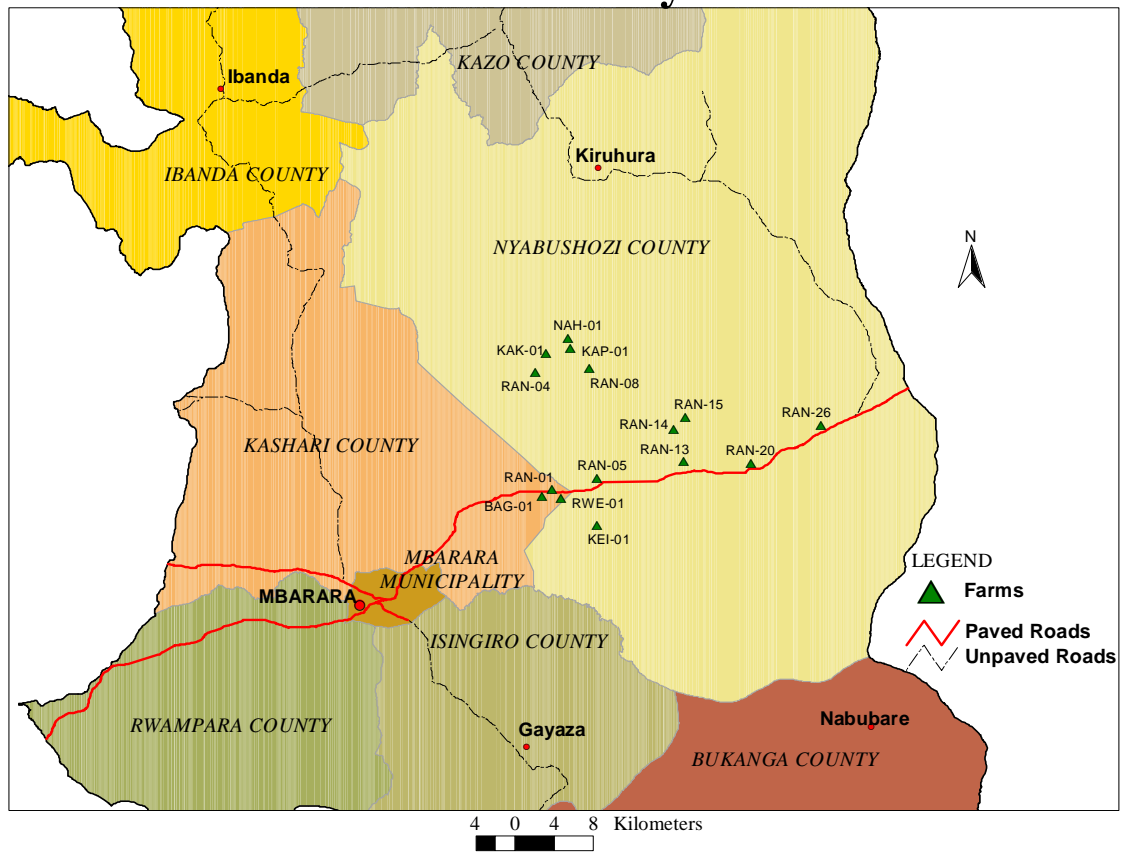 y
KAZO COUNTY
Ibanda
Kiruhura
IBANDA COUNTY
NYABUSHOZI COUNTY
N
NAH-01
KAK-01
KAP-01
RAN-04
RAN-08
RAN-15
RAN-14
RAN-26
KASHARI COUNTY
RAN-13
RAN-20
RAN-05
RAN-01
BAG-01
RWE-01
KEI-01
MBARARA
MUNICIPALITY
LEGEND
Farms
MBARARA
Paved Roads
Unpaved Roads
ISINGIRO COUNTY
RWAMPARA COUNTY
Gayaza
Nabubare
BUKANGA COUNTY
4 0 4 8 Kilometers